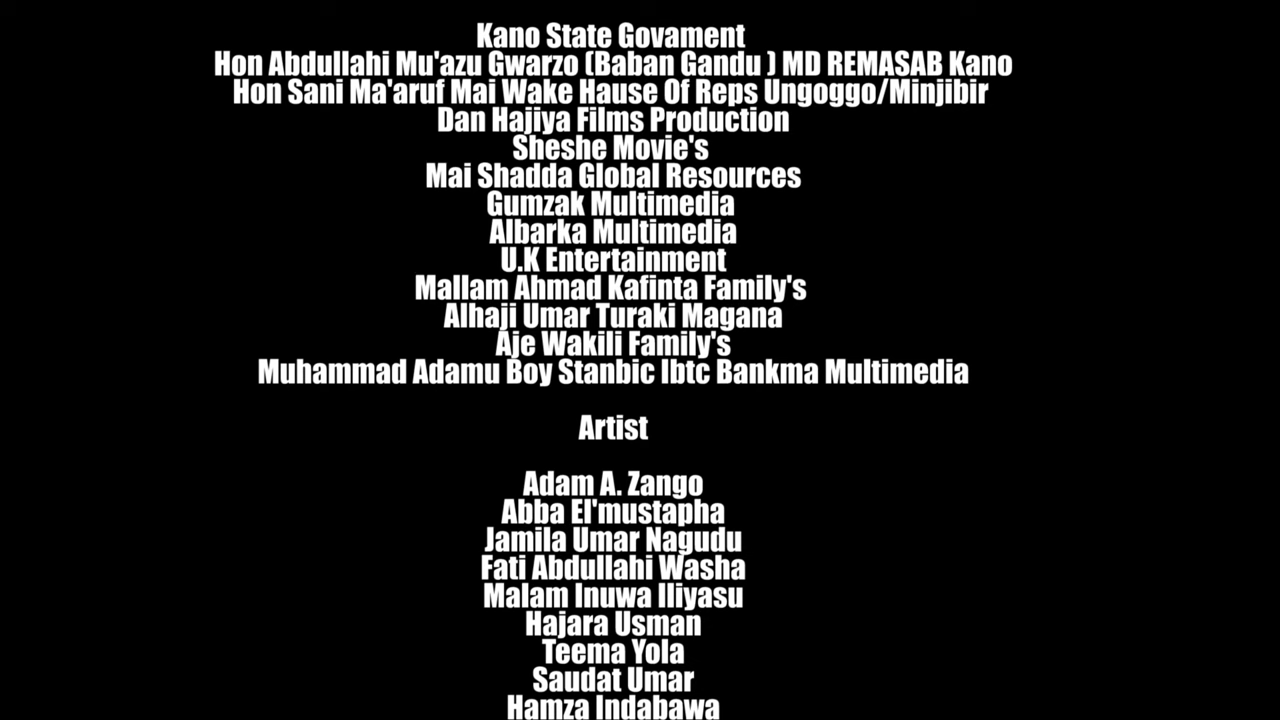 Kano State Govament
Hon Abdullahi Mu'azu Gwarzo (Baban Gandu ) MD REMASAB Kano
Hon Sani Ma'aruf Mai Wake Hause Of Reps Ungoggo/Minjibir
Dan Hajiya Films Production
Sheshe Movie's
Mai Shadda Global Resources
Gumzak Multimedia
Albarka Multimedia
U.K Entertainment
Mallam Ahmad Kafinta Family's
Alhaji Umar Turaki Magana
Aje Wakili Family's
Muhammad Adamu Boy Stanbic Ibtc Bankma Multimedia
Artist
Adam A. Zango
Abba El'mustapha
Jamila Umar Nagudu
Fati Abdullahi Washa
Malam Inuwa Iliyasu
Hajara Usman
Teema Yola
Saudat Umar
Hamza Indabawa